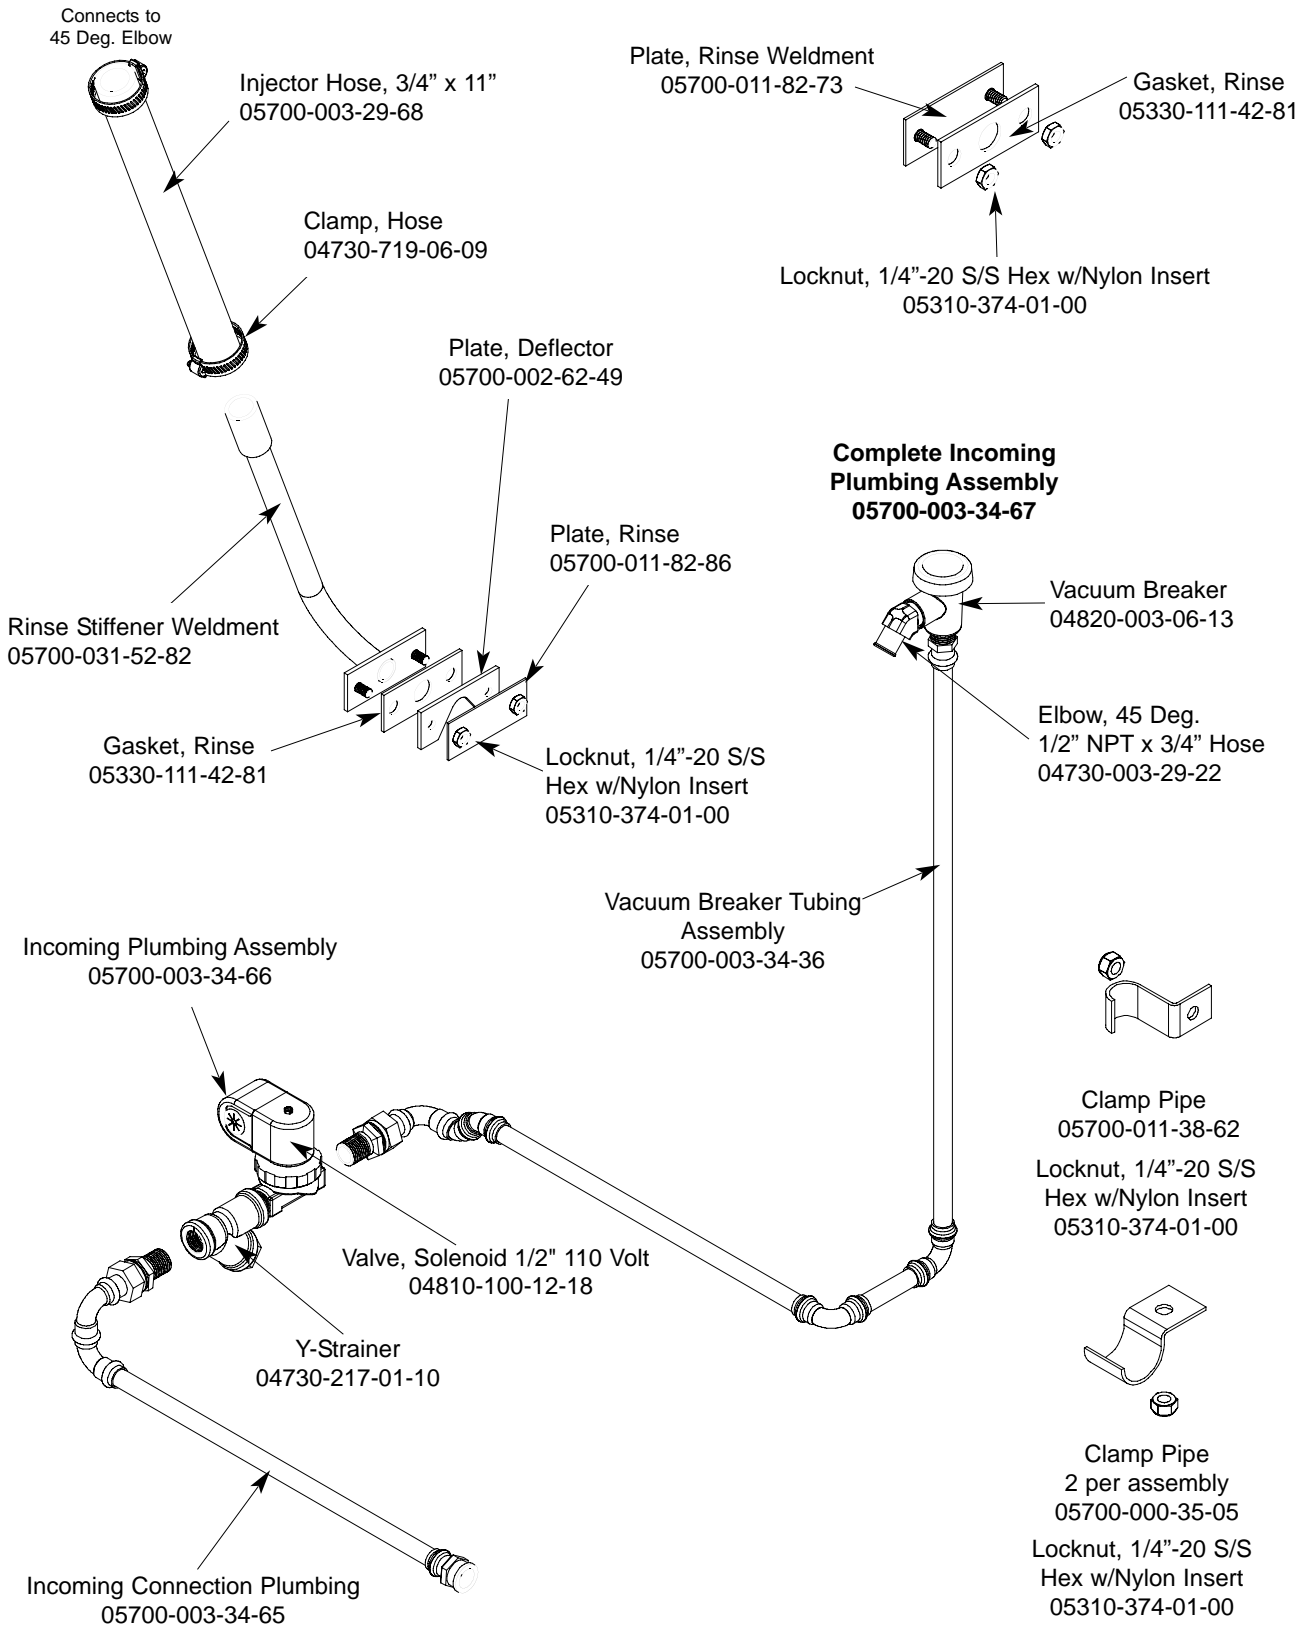 Connects to
45 Deg. Elbow
Injector Hose, 3/4” x 11”
05700-003-29-68
Plate, Rinse Weldment
05700-011-82-73
Gasket, Rinse
05330-111-42-81
Clamp, Hose
04730-719-06-09
Locknut, 1/4”-20 S/S Hex w/Nylon Insert
05310-374-01-00
Plate, Deflector
05700-002-62-49
Complete Incoming
Plumbing Assembly
05700-003-34-67
Plate, Rinse
05700-011-82-86
Vacuum Breaker
04820-003-06-13
Rinse Stiffener Weldment
05700-031-52-82
Elbow, 45 Deg.
1/2” NPT x 3/4” Hose
04730-003-29-22
Gasket, Rinse
05330-111-42-81
Locknut, 1/4”-20 S/S
Hex w/Nylon Insert
05310-374-01-00
Vacuum Breaker Tubing
Assembly
05700-003-34-36
Incoming Plumbing Assembly
05700-003-34-66
Clamp Pipe
05700-011-38-62
Locknut, 1/4”-20 S/S
Hex w/Nylon Insert
05310-374-01-00
Valve, Solenoid 1/2" 110 Volt
04810-100-12-18
Y-Strainer
04730-217-01-10
Clamp Pipe
2 per assembly
05700-000-35-05
Locknut, 1/4”-20 S/S
Hex w/Nylon Insert
05310-374-01-00
Incoming Connection Plumbing
05700-003-34-65